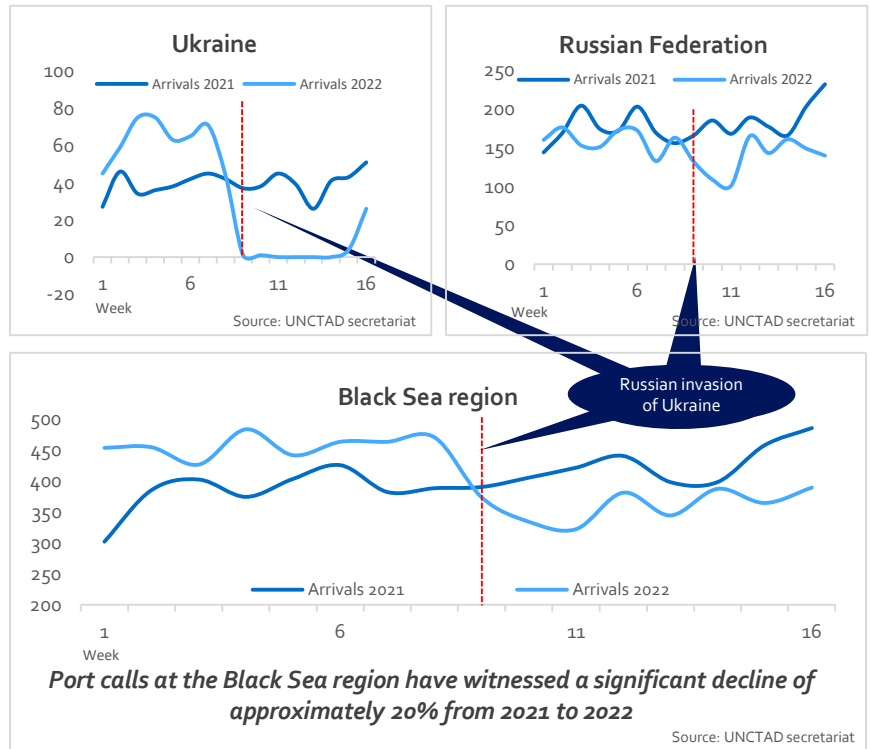 Ukraine
100
80
60
40
20
0
-20
Arrivals 2021 Arrivals 2022
1 6 11 16
Week
Source: UNCTAD secretariat
Russian Federation
250
200
150
100
50
0
Arrivals 2021 Arrivals 2022
1 6 11 16
Week
Source: UNCTAD secretariat
Russian invasion
of Ukraine
Black Sea region
500
450
400
350
300
250
200
Arrivals 2021 Arrivals 2022
1 6 11 16
Week
Port calls at the Black Sea region have witnessed a significant decline of
approximately 20% from 2021 to 2022
Source: UNCTAD secretariat